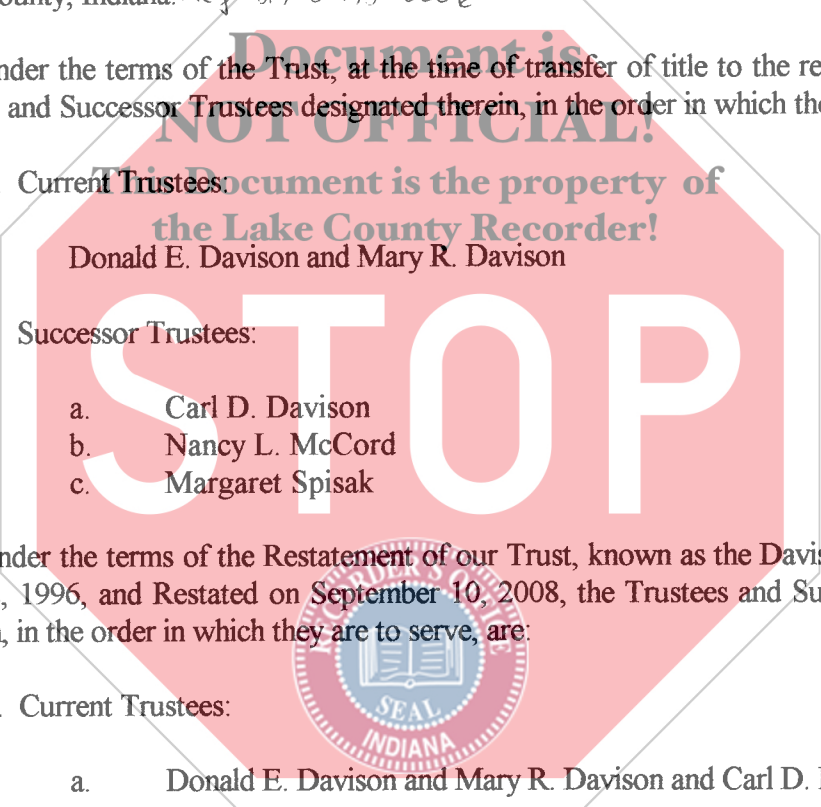 ounty, Indiana.
nder the terms of the Trust, at the time of transfer of title to the re
and Successor Trustees designated therein, in the order in which the
Current Trustees:
Donald E. Davison and Mary R. Davison
Successor Trustees:
a. Carl D. Davison
b. Nancy L. McCord
c. Margaret Spisak
nder the terms of the Restatement of our Trust, known as the Davis
, 1996, and Restated on September 10, 2008, the Trustees and Su
, in the order in which they are to serve, are:
. Current Trustees:
a. Donald E. Davison and Mary R. Davison and Carl D.
Document is
NOT OFFICIAL!
This Document is the property of
the Lake County Recorder!
STOP
RECORDER'S OFFICE
SEAL
INDIANA